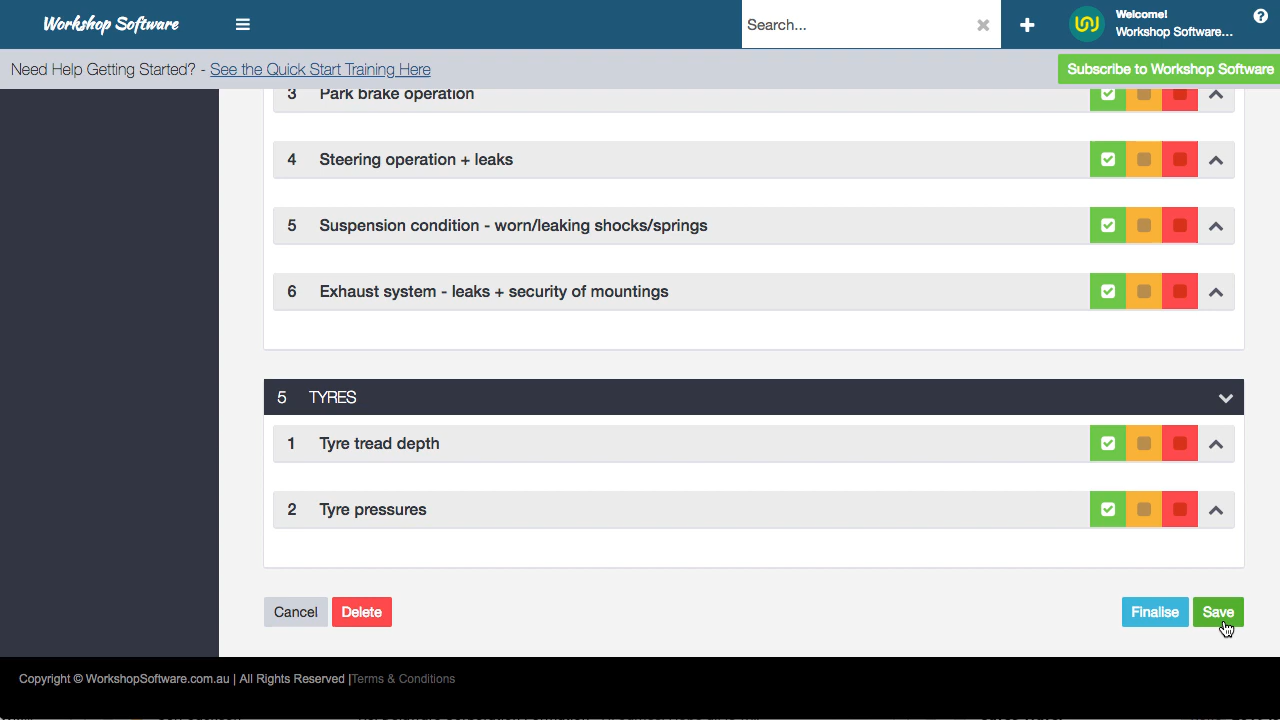 Workshop Software
Search...
Welcome!
Workshop Software...
Need Help Getting Started? - See the Quick Start Training Here
Subscribe to Workshop Software
3 Park brake operation
4 Steering operation + leaks
5 Suspension condition - worn/leaking shocks/springs
6 Exhaust system - leaks + security of mountings
5 TYRES
1 Tyre tread depth
2 Tyre pressures
Cancel Delete Finalise Save
Copyright © WorkshopSoftware.com.au | All Rights Reserved |Terms & Conditions